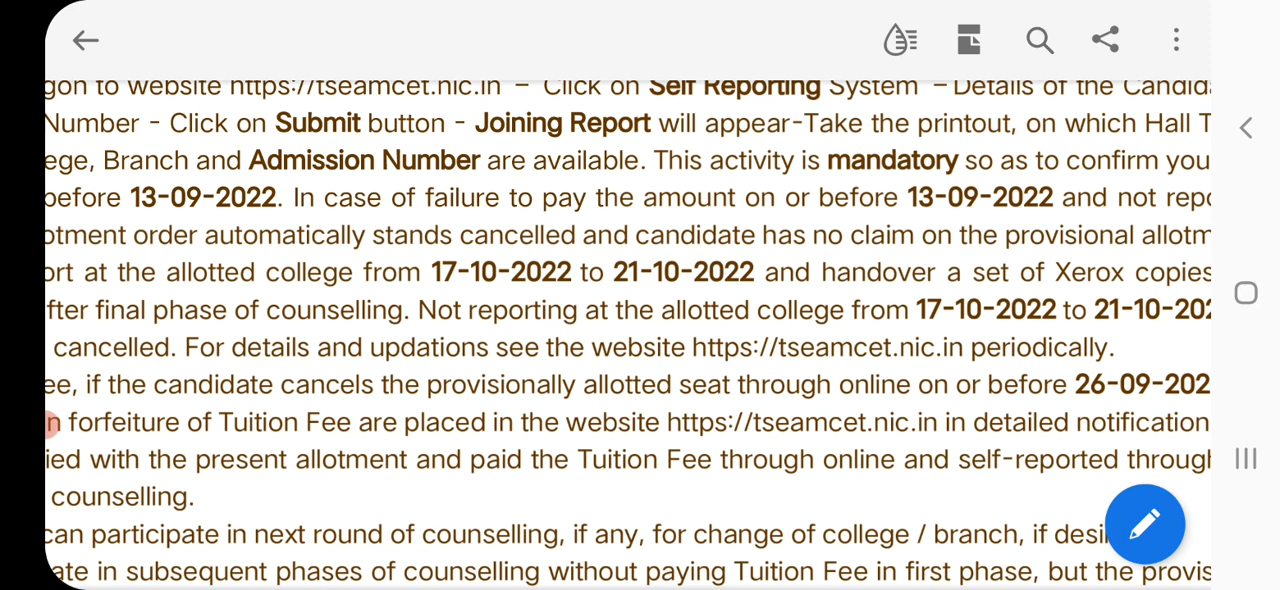 gon to website https://tseamcet.nic.in – Click on Self Reporting System – Details of the Candid
Number - Click on Submit button - Joining Report will appear-Take the printout, on which Hall T
ege, Branch and Admission Number are available. This activity is mandatory so as to confirm you
before 13-09-2022. In case of failure to pay the amount on or before 13-09-2022 and not repo
otment order automatically stands cancelled and candidate has no claim on the provisional allotm
ort at the allotted college from 17-10-2022 to 21-10-2022 and handover a set of Xerox copies
fter final phase of counselling. Not reporting at the allotted college from 17-10-2022 to 21-10-202
cancelled. For details and updations see the website https://tseamcet.nic.in periodically.
ee, if the candidate cancels the provisionally allotted seat through online on or before 26-09-202
n forfeiture of Tuition Fee are placed in the website https://tseamcet.nic.in in detailed notification
ied with the present allotment and paid the Tuition Fee through online and self-reported through
counselling.
can participate in next round of counselling, if any, for change of college / branch, if desi
ate in subsequent phases of counselling without paying Tuition Fee in first phase, but the provis